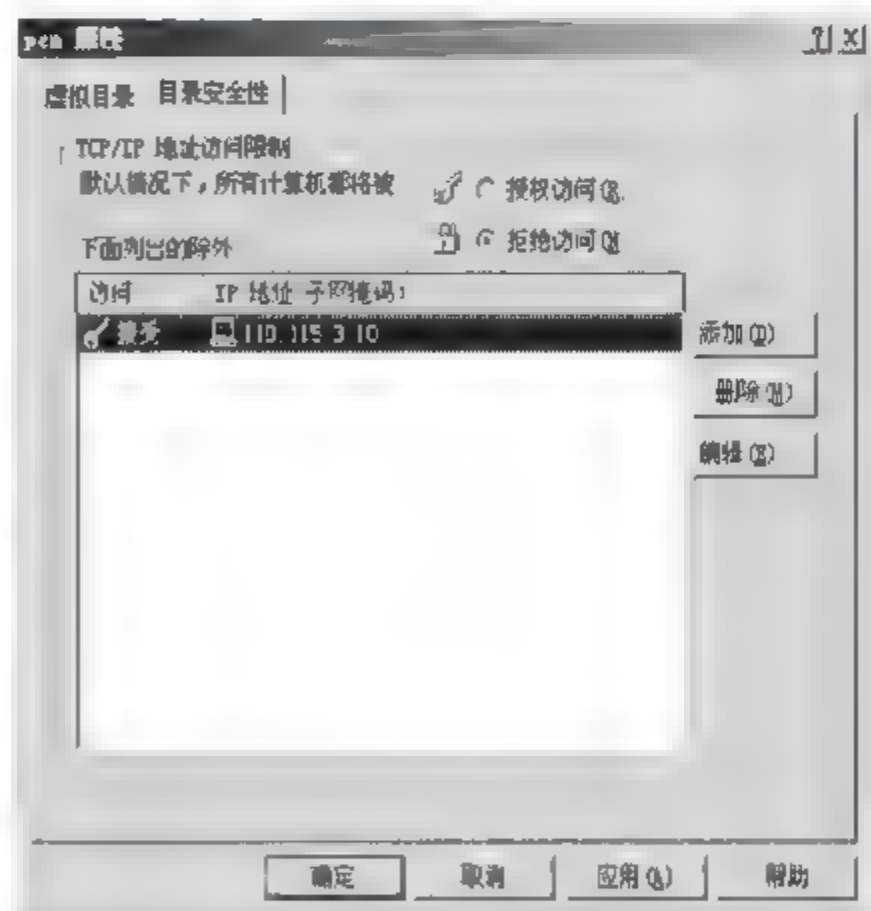 pcm 属性
虚拟目录 目录安全性
TCP/IP 地址访问限制
默认情况下，所有计算机都将被
授权访问(R)
拒绝访问(N)
下面列出的除外
访问 IP 地址 子网掩码
接受 110.115.3.10
添加(D)
删除(M)
编辑(E)
确定 取消 应用(A) 帮助